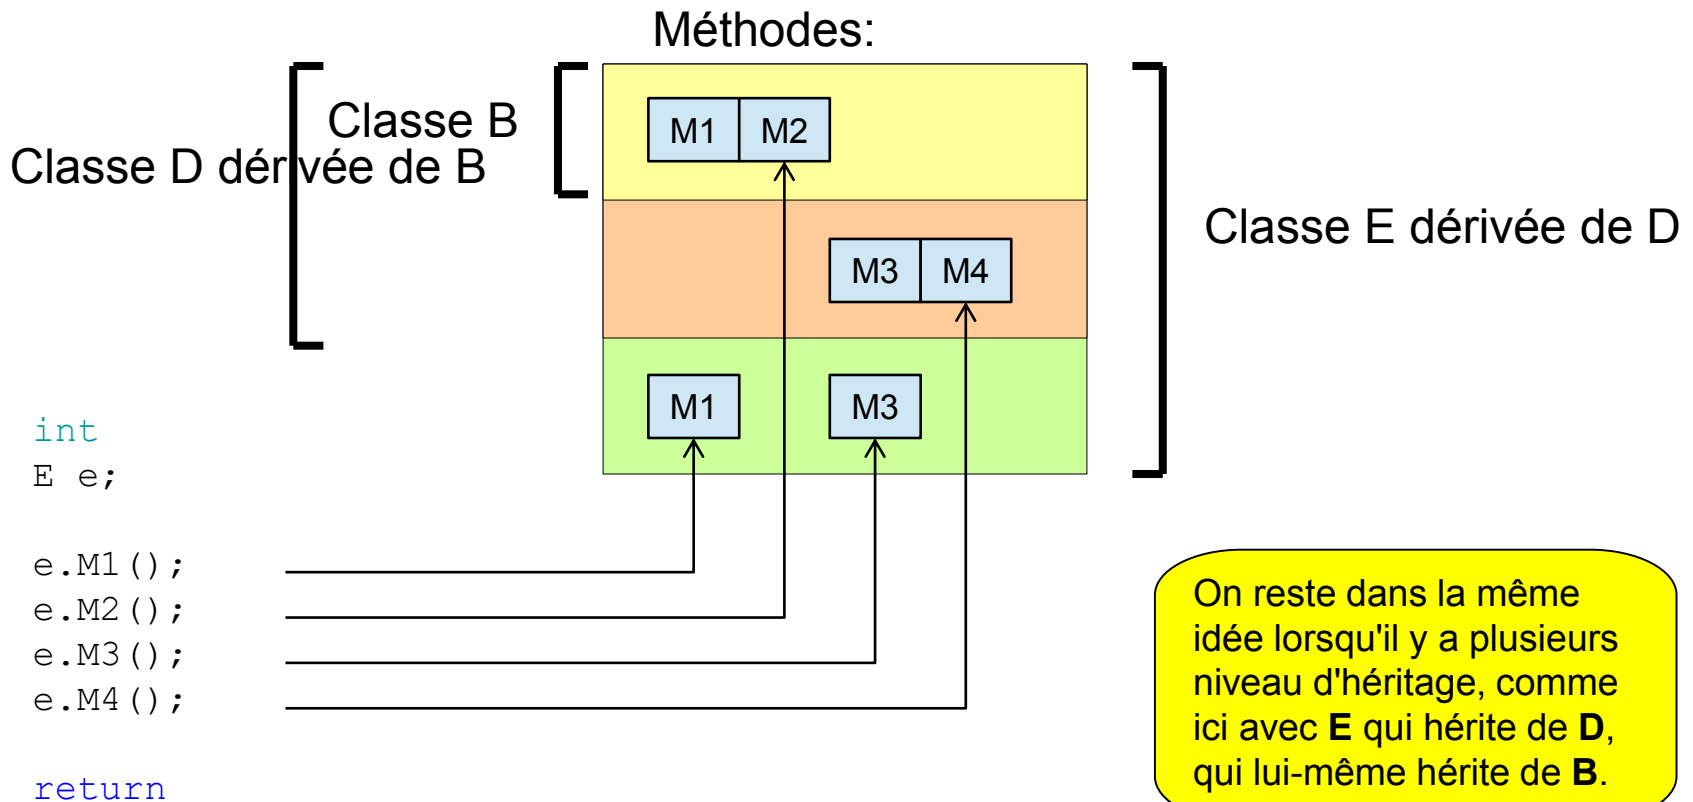 Méthodes:
Classe B
Classe D dérivée de B
M1 M2
Classe E dérivée de D
M3 M4
M1 M3
int
E e;
e.M1();
e.M2();
e.M3();
e.M4();
return
On reste dans la même
idée lorsqu'il y a plusieurs
niveau d'héritage, comme
ici avec E qui hérite de D,
qui lui-même hérite de B.